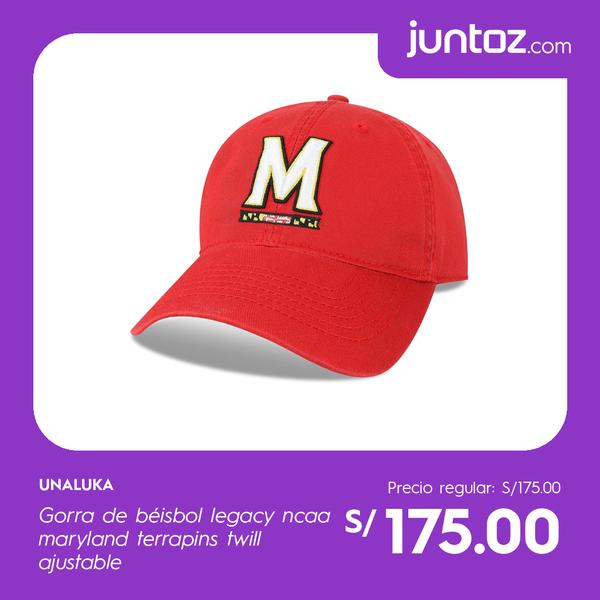 juntoz.com
M
UNALUKA
Gorra de béisbol legacy ncaa
maryland terrapins twill
ajustable
Precio regular: S/175.00
S/175.00